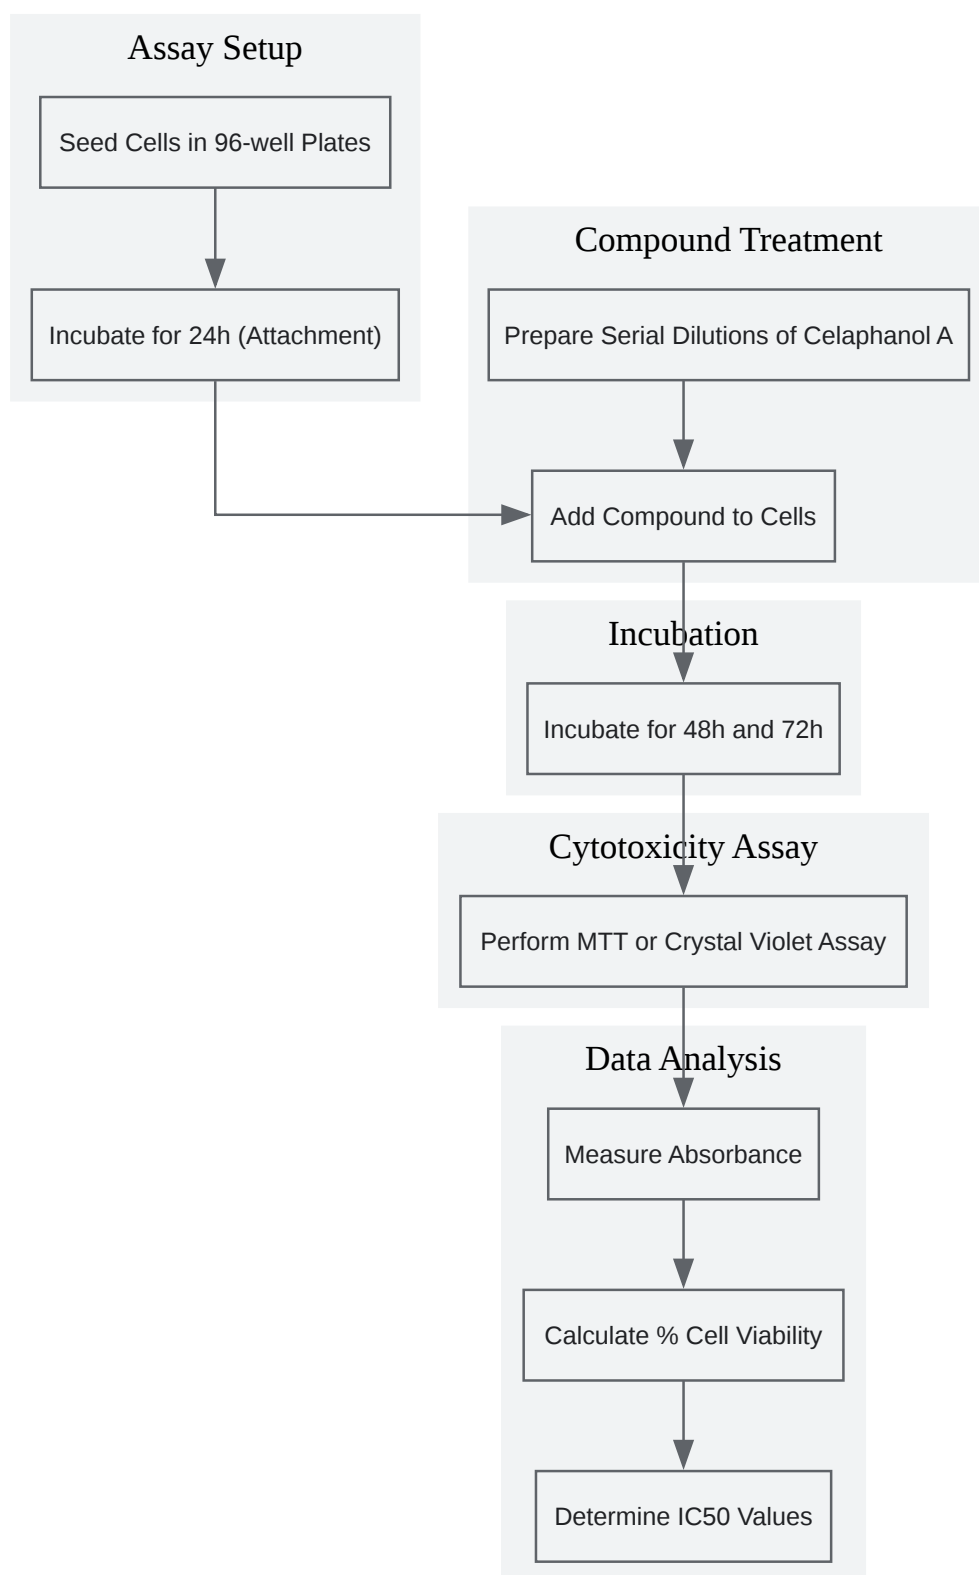 Assay Setup
Seed Cells in 96-well Plates
Incubate for 24h (Attachment)
Compound Treatment
Prepare Serial Dilutions of Celaphanol A
Add Compound to Cells
Incubation
Incubate for 48h and 72h
Cytotoxicity Assay
Perform MTT or Crystal Violet Assay
Data Analysis
Measure Absorbance
Calculate % Cell Viability
Determine IC50 Values